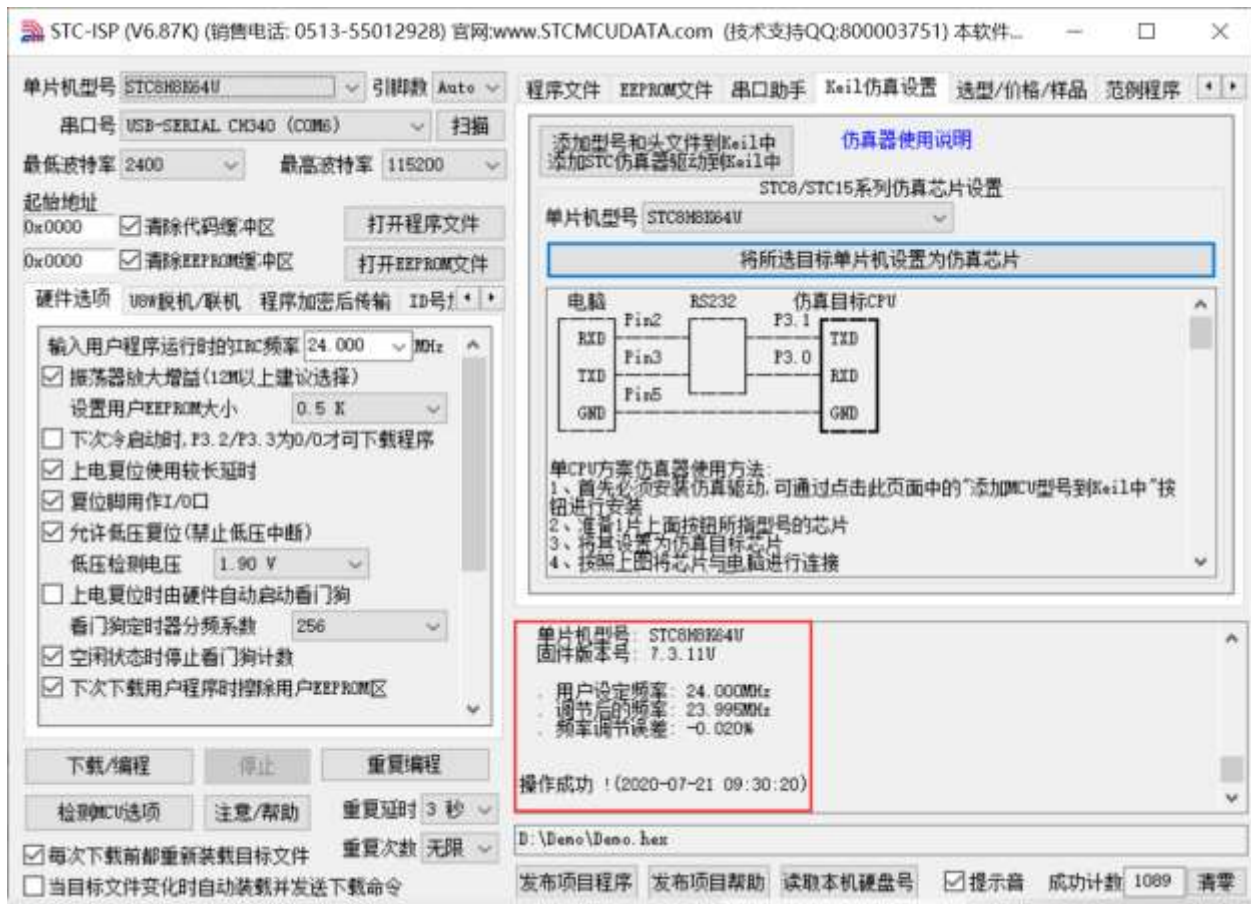 STC-ISP (V6.87K) (销售电话: 0513-55012928) 官网:www.STCMCUDATA.com (技术支持QQ:800003751) 本软件...
单片机型号 STC8H8K64U 引脚数 Auto
串口号 USB-SERIAL CH340 (COM6) 扫描
最低波特率 2400 最高波特率 115200
起始地址
0x0000 清除代码缓冲区 打开程序文件
0x0000 清除EEPROM缓冲区 打开EEPROM文件
硬件选项 U8W脱机/联机 程序加密后传输 ID号
输入用户程序运行时的IRC频率 24.000 MHz
振荡器放大增益(12M以上建议选择)
设置用户EEPROM大小 0.5 K
下次冷启动时,P3.2/P3.3为0/0才可下载程序
上电复位使用较长延时
复位脚用作I/O口
允许低压复位(禁止低压中断)
低压检测电压 1.90 V
上电复位时由硬件自动启动看门狗
看门狗定时器分频系数 256
空闲状态时停止看门狗计数
下次下载用户程序时擦除用户EEPROM区
下载/编程 停止 重复编程
检测MCU选项 注意/帮助 重复延时 3 秒
每次下载前都重新装载目标文件 重复次数 无限
当目标文件变化时自动装载并发送下载命令
程序文件 EEPROM文件 串口助手 Keil仿真设置 选型/价格/样品 范例程序
添加型号和头文件到Keil中
添加STC仿真器驱动到Keil中
仿真器使用说明
STC8/STC15系列仿真芯片设置
单片机型号 STC8H8K64U
将所选目标单片机设置为仿真芯片
电脑 RS232 仿真目标CPU
Pin2 P3.1
RXD TXD
Pin3 P3.0
TXD RXD
Pin5
GND GND
单CPU方案仿真器使用方法:
1、首先必须安装仿真驱动,可通过点击此页面中的"添加MCU型号到Keil中"按
钮进行安装
2、准备1片上面按钮所指型号的芯片
3、将其设置为仿真目标芯片
4、按照上图将芯片与电脑进行连接
单片机型号: STC8H8K64U
固件版本号: 7.3.11U
. 用户设定频率: 24.000MHz
. 调节后的频率: 23.995MHz
. 频率调节误差: -0.020%
操作成功 !(2020-07-21 09:30:20)
D:\Demo\Demo.hex
发布项目程序 发布项目帮助 读取本机硬盘号 提示音 成功计数 1089 清零